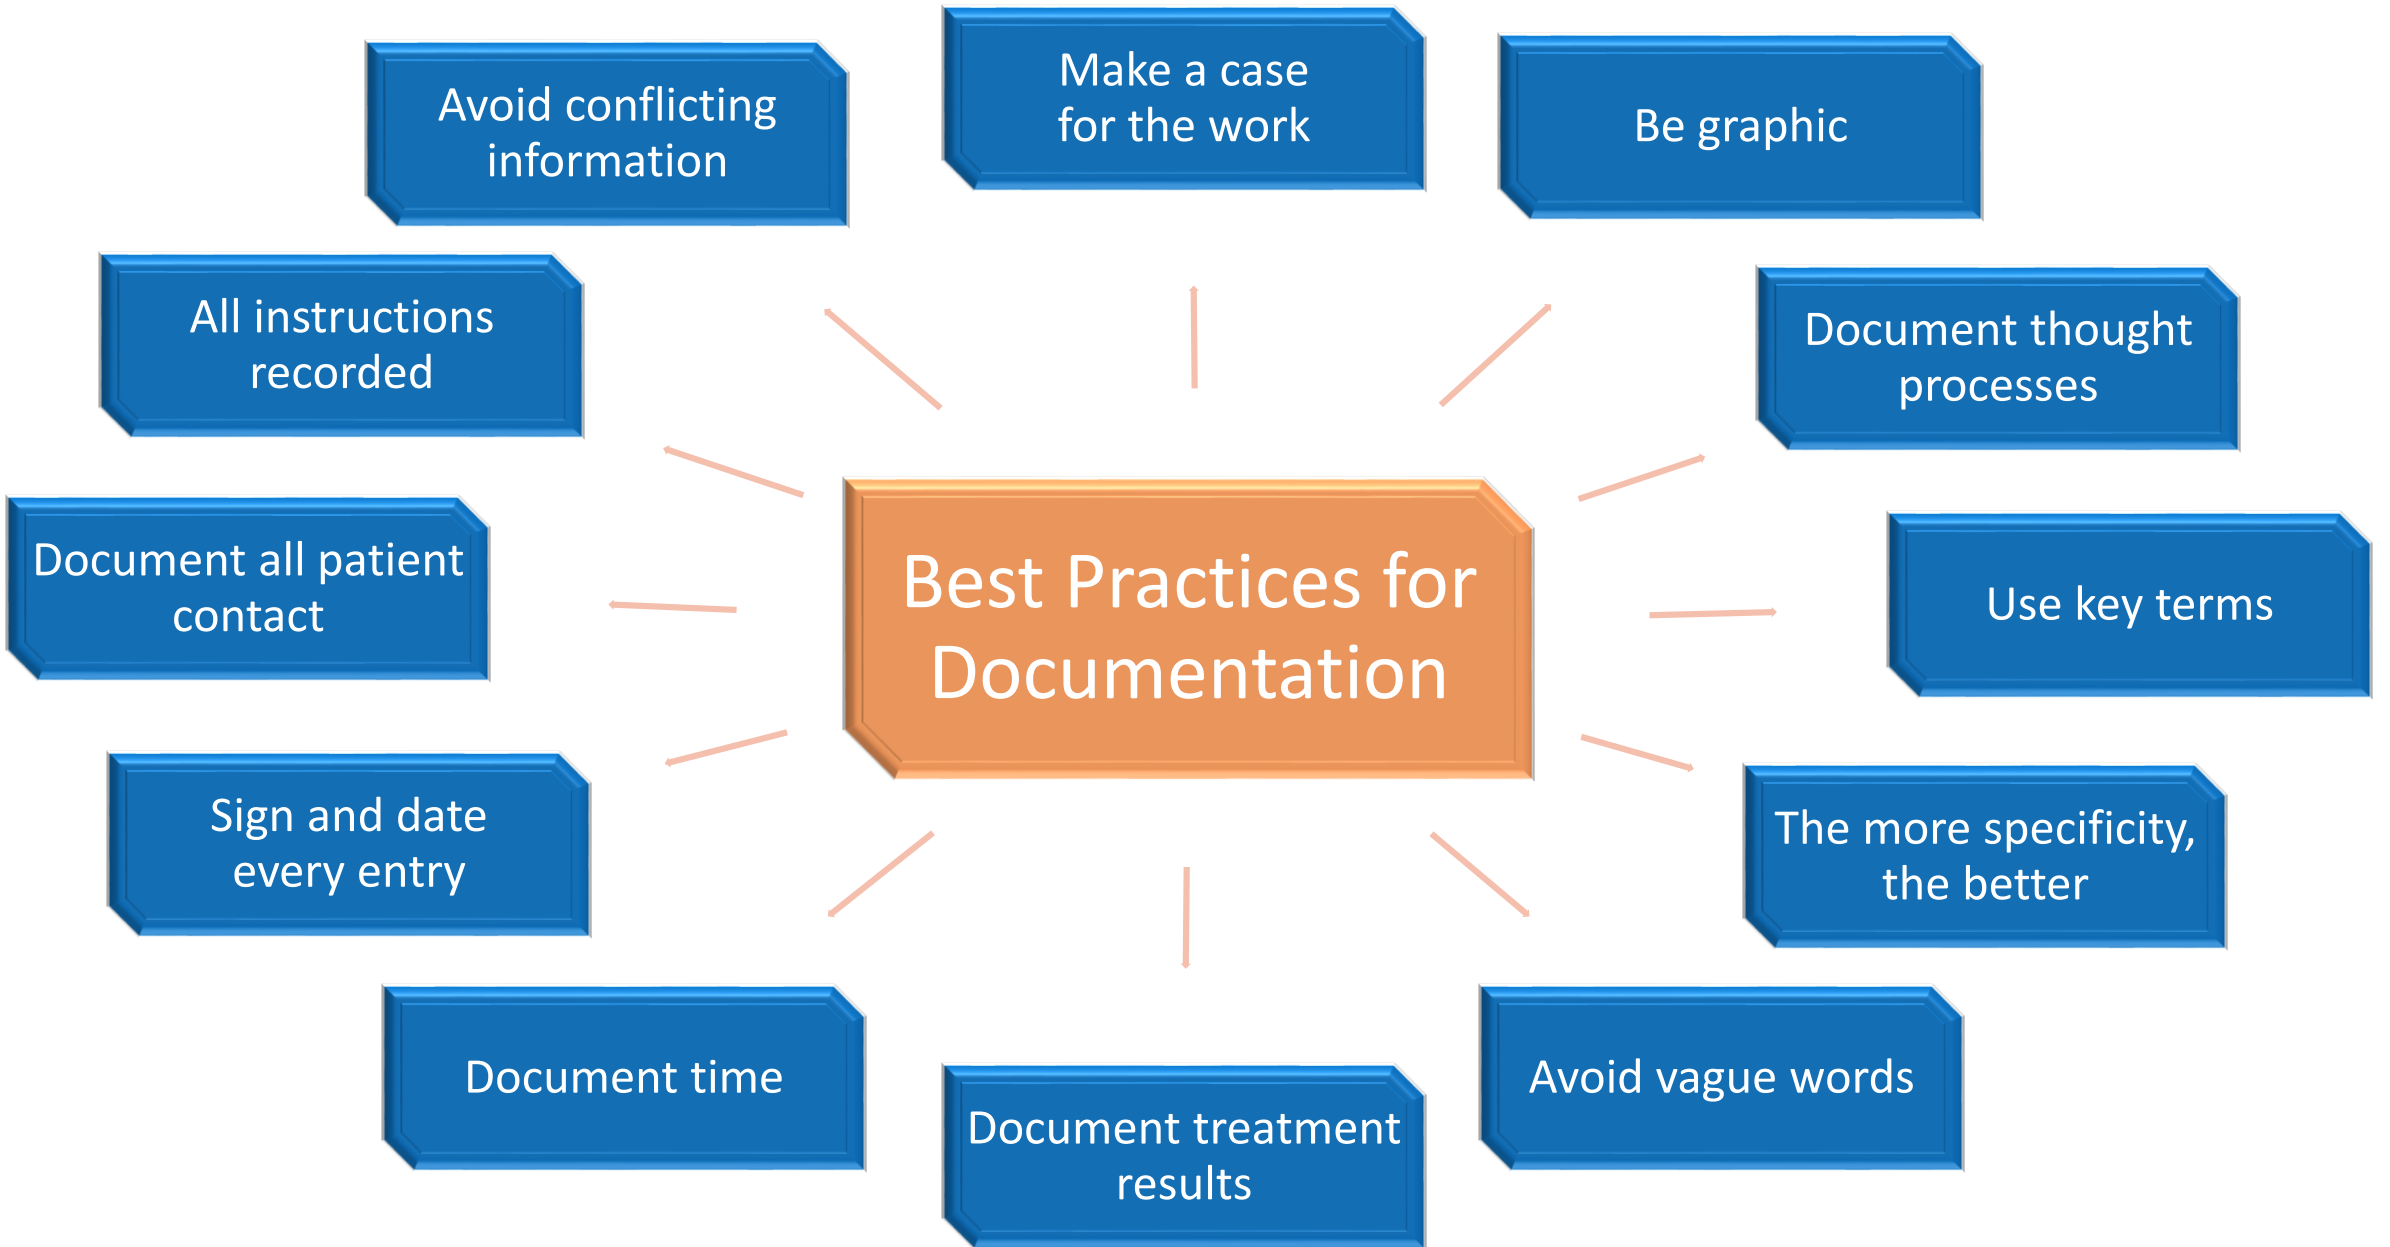 Make a case
for the work
Be graphic
Document thought
processes
Use key terms
The more specificity,
the better
Avoid vague words
Document treatment
results
Document time
Sign and date
every entry
Document all patient
contact
All instructions
recorded
Avoid conflicting
information
Best Practices for
Documentation